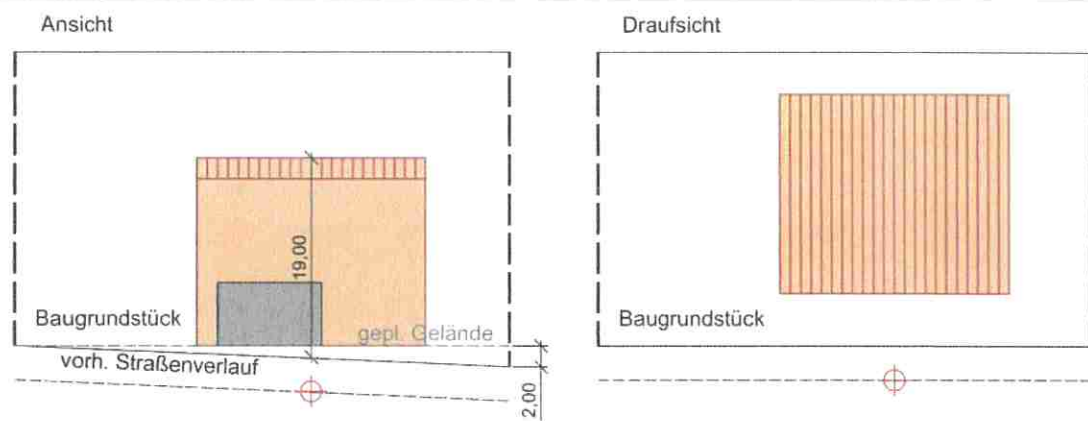 Ansicht
Draufsicht
19,00
Baugrundstück
gepl. Gelände
Baugrundstück
vorh. Straßenverlauf
2,00